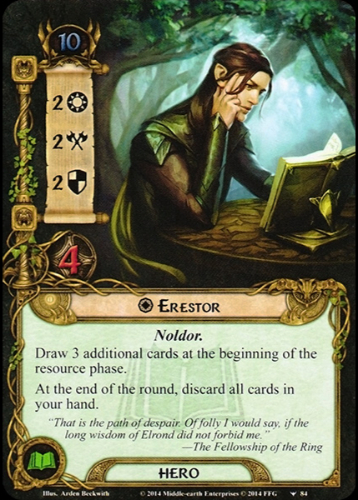 10
2
2
2
4
Erestor
Noldor.
Draw 3 additional cards at the beginning of the
resource phase.
At the end of the round, discard all cards in
your hand.
“That is the path of despair. Of folly I would say, if the
long wisdom of Elrond did not forbid me.”
—The Fellowship of the Ring
HERO
Illus. Arden Beckwith © 2014 Middle-earth Enterprises © 2014 FFG 84